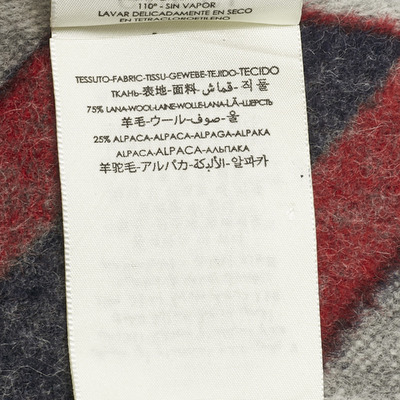 110° - SIN VAPOR
LAVAR DELICADAMENTE EN SECO
EN TETRACLOROETILENO
TESSUTO-FABRIC-TISSU-GEWEBE-TEJIDO-TECIDO
ТКАНЬ-表地-面料-قماش-직물
75% LANA-WOOL-LAINE-WOLLE-LANA-LÃ-ШЕРСТЬ
羊毛-ウール-صوف-울
25% ALPACA-ALPACA-ALPAGA-ALPAKA
ALPACA-ALPACA-АЛЬПАКА
羊驼毛-アルパカ-الألبكة-알파카